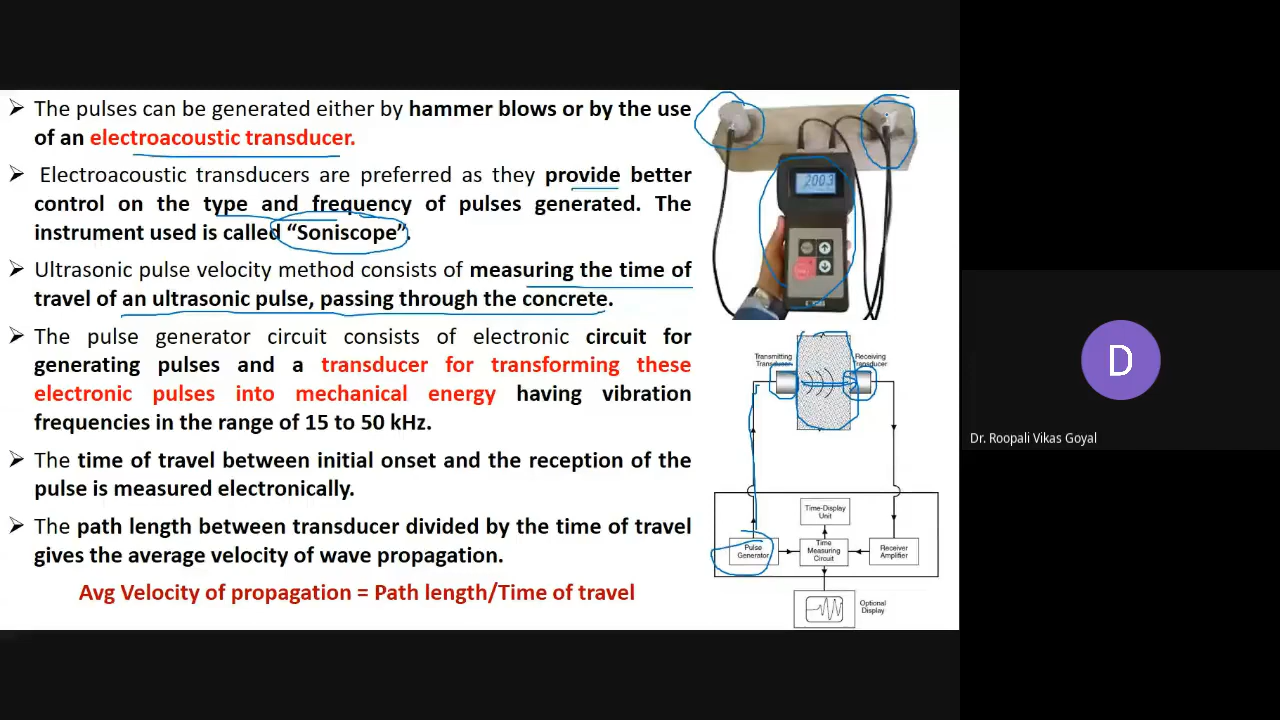 ➢ The pulses can be generated either by hammer blows or by the use
of an electroacoustic transducer.
➢ Electroacoustic transducers are preferred as they provide better
control on the type and frequency of pulses generated. The
instrument used is called “Soniscope”.
➢ Ultrasonic pulse velocity method consists of measuring the time of
travel of an ultrasonic pulse, passing through the concrete.
➢ The pulse generator circuit consists of electronic circuit for
generating pulses and a transducer for transforming these
electronic pulses into mechanical energy having vibration
frequencies in the range of 15 to 50 kHz.
➢ The time of travel between initial onset and the reception of the
pulse is measured electronically.
➢ The path length between transducer divided by the time of travel
gives the average velocity of wave propagation.
Avg Velocity of propagation = Path length/Time of travel
200.3
Transmitting
Transducer
Receiving
Transducer
Time-Display
Unit
Pulse
Generator
Time
Measuring
Circuit
Receiver
Amplifier
Optional
Display
D
Dr. Roopali Vikas Goyal